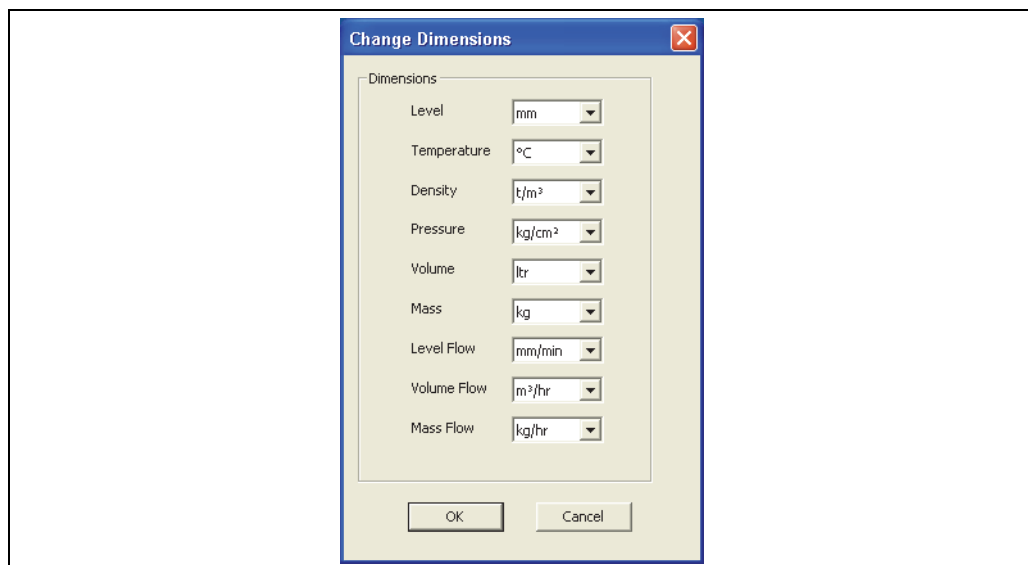 Change Dimensions
Dimensions
Level mm
Temperature °C
Density t/m³
Pressure kg/cm²
Volume ltr
Mass kg
Level Flow mm/min
Volume Flow m³/hr
Mass Flow kg/hr
OK Cancel